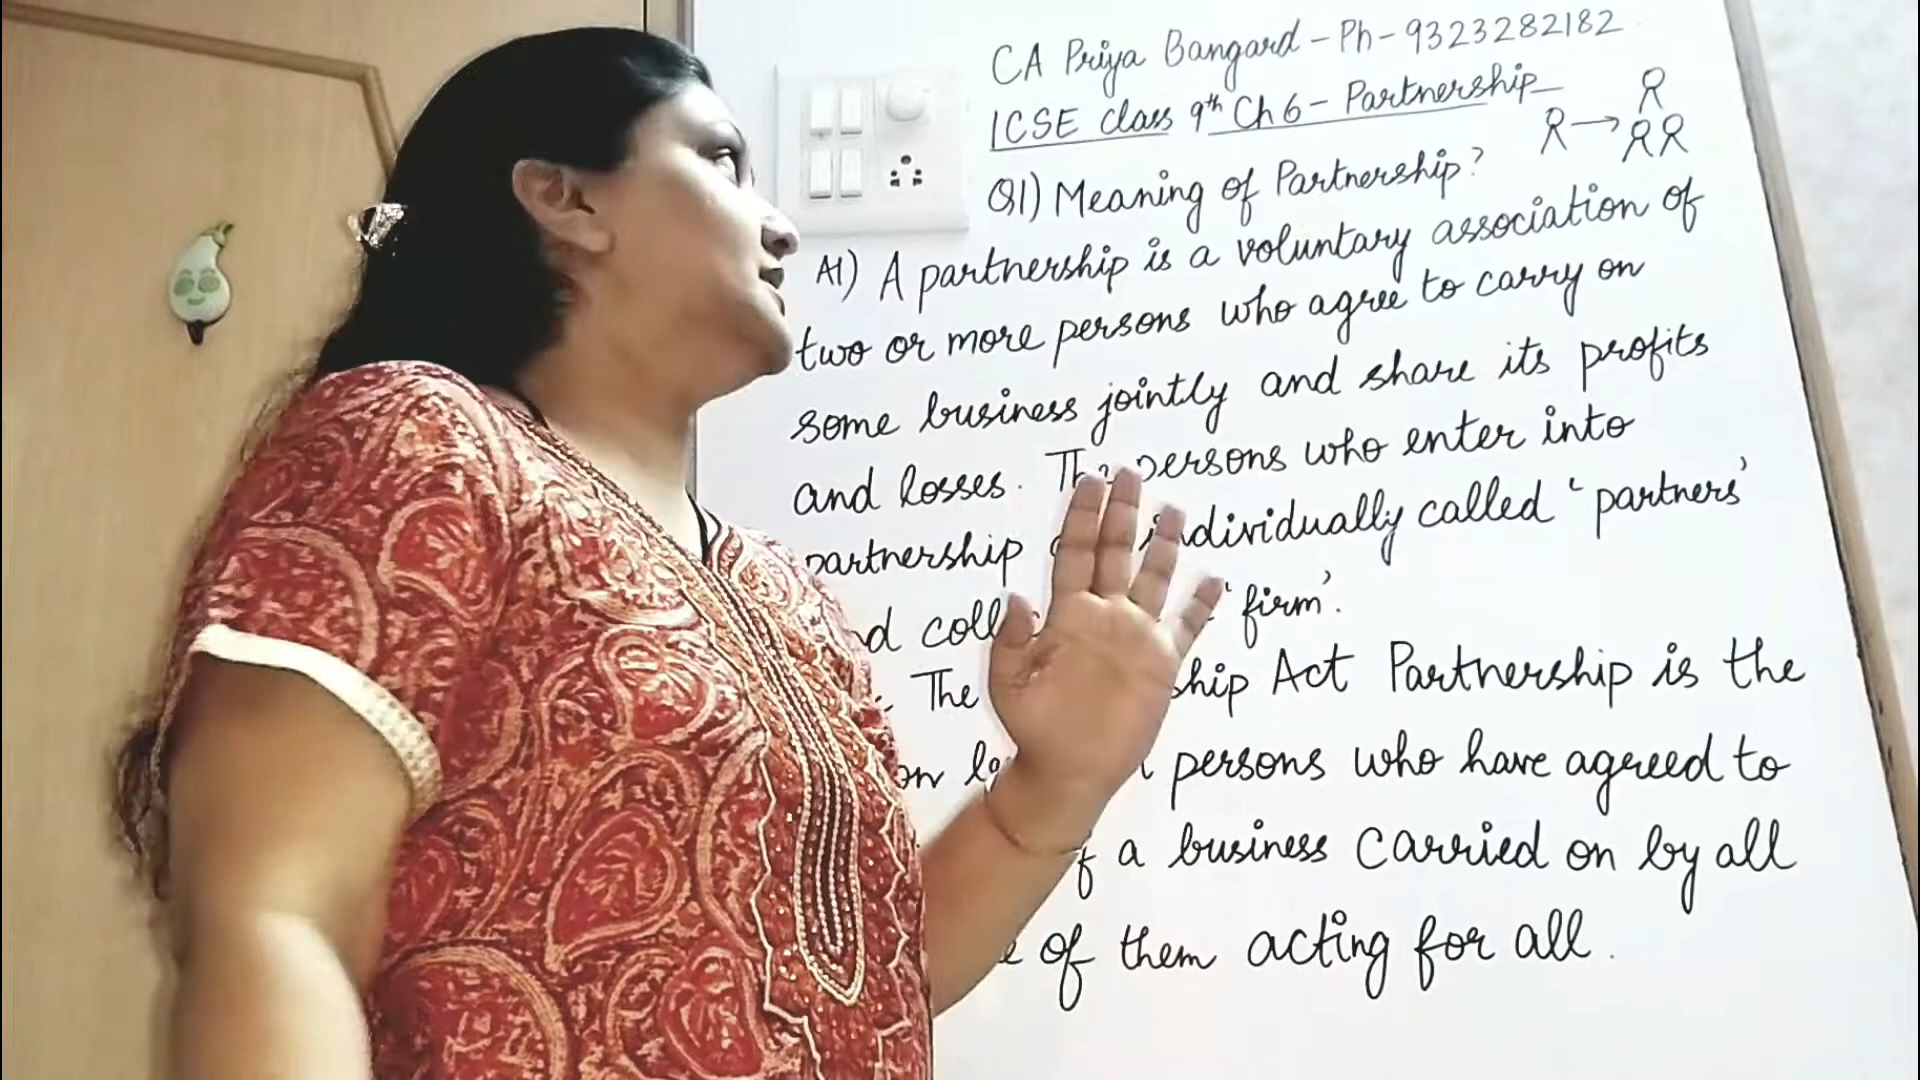 CA Priya Bangard - Ph - 9323282182
ICSE class 9th Ch 6 - Partnership
Q1) Meaning of Partnership?
A1) A partnership is a voluntary association of
two or more persons who agree to carry on
some business jointly and share its profits
and losses. The persons who enter into
partnership individually called 'partners'
'firm'.
The Act Partnership is the
persons who have agreed to
a business carried on by all
of them acting for all.